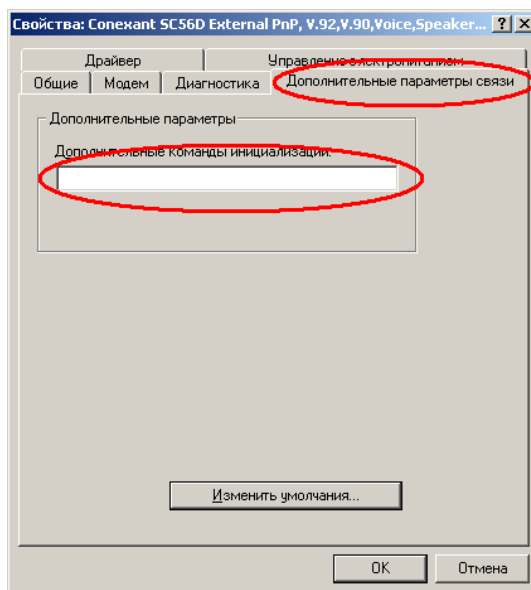 Свойства: Conexant SC56D External PnP, V.92,V.90,Voice,Speaker...
Драйвер
Управление электропитанием
Общие
Модем
Диагностика
Дополнительные параметры связи
Дополнительные параметры
Дополнительные команды инициализации:
Изменить умолчания...
OK
Отмена